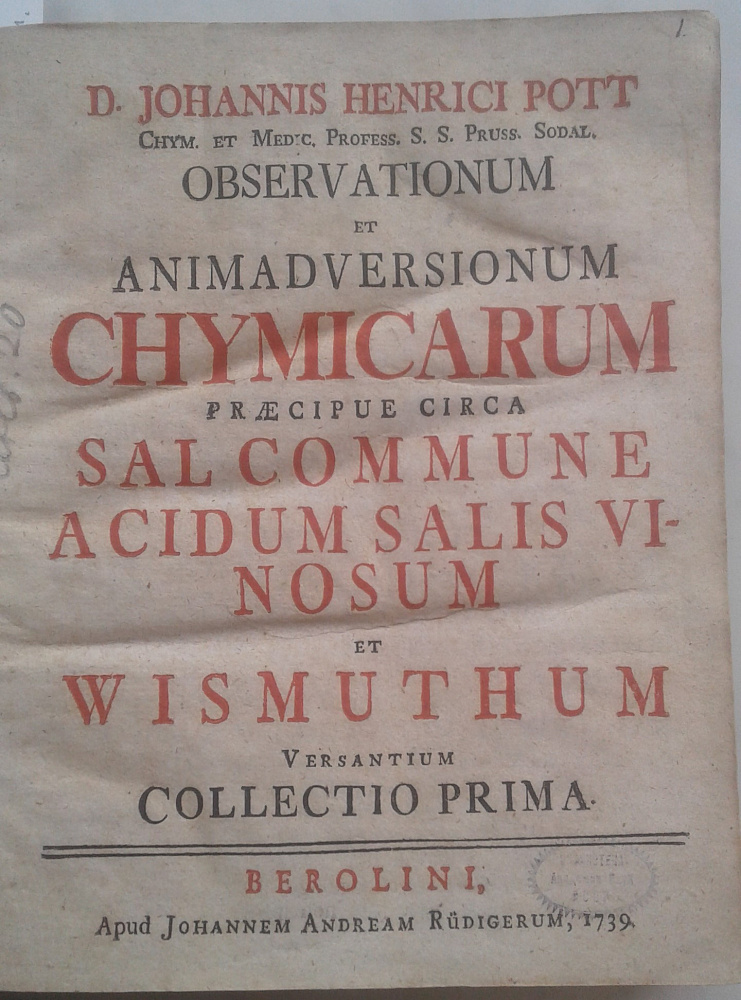 1.
D. JOHANNIS HENRICI POTT
CHYM. ET MEDIC. PROFESS. S. S. PRUSS. SODAL.
OBSERVATIONUM
ET
ANIMADVERSIONUM
CHYMICARUM
PRÆCIPUE CIRCA
SAL COMMUNE
ACIDUM SALIS VI-
NOSUM
ET
WISMUTHUM
VERSANTIUM
COLLECTIO PRIMA.
BEROLINI,
Apud JOHANNEM ANDREAM RÜDIGERUM, 1739.